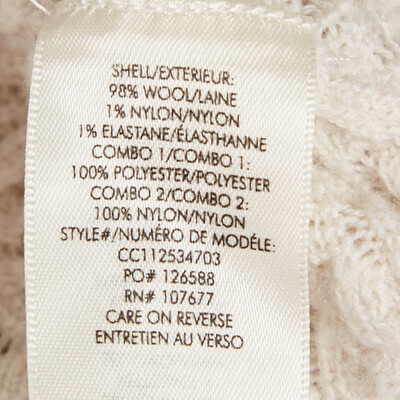 SHELL/EXTERIEUR:
98% WOOL/LAINE
1% NYLON/NYLON
1% ELASTANE/ÉLASTHANNE
COMBO 1/COMBO 1:
100% POLYESTER/POLYESTER
COMBO 2/COMBO 2:
100% NYLON/NYLON
STYLE#/NUMÉRO DE MODÉLE:
CC112534703
PO# 126588
RN# 107677
CARE ON REVERSE
ENTRETIEN AU VERSO